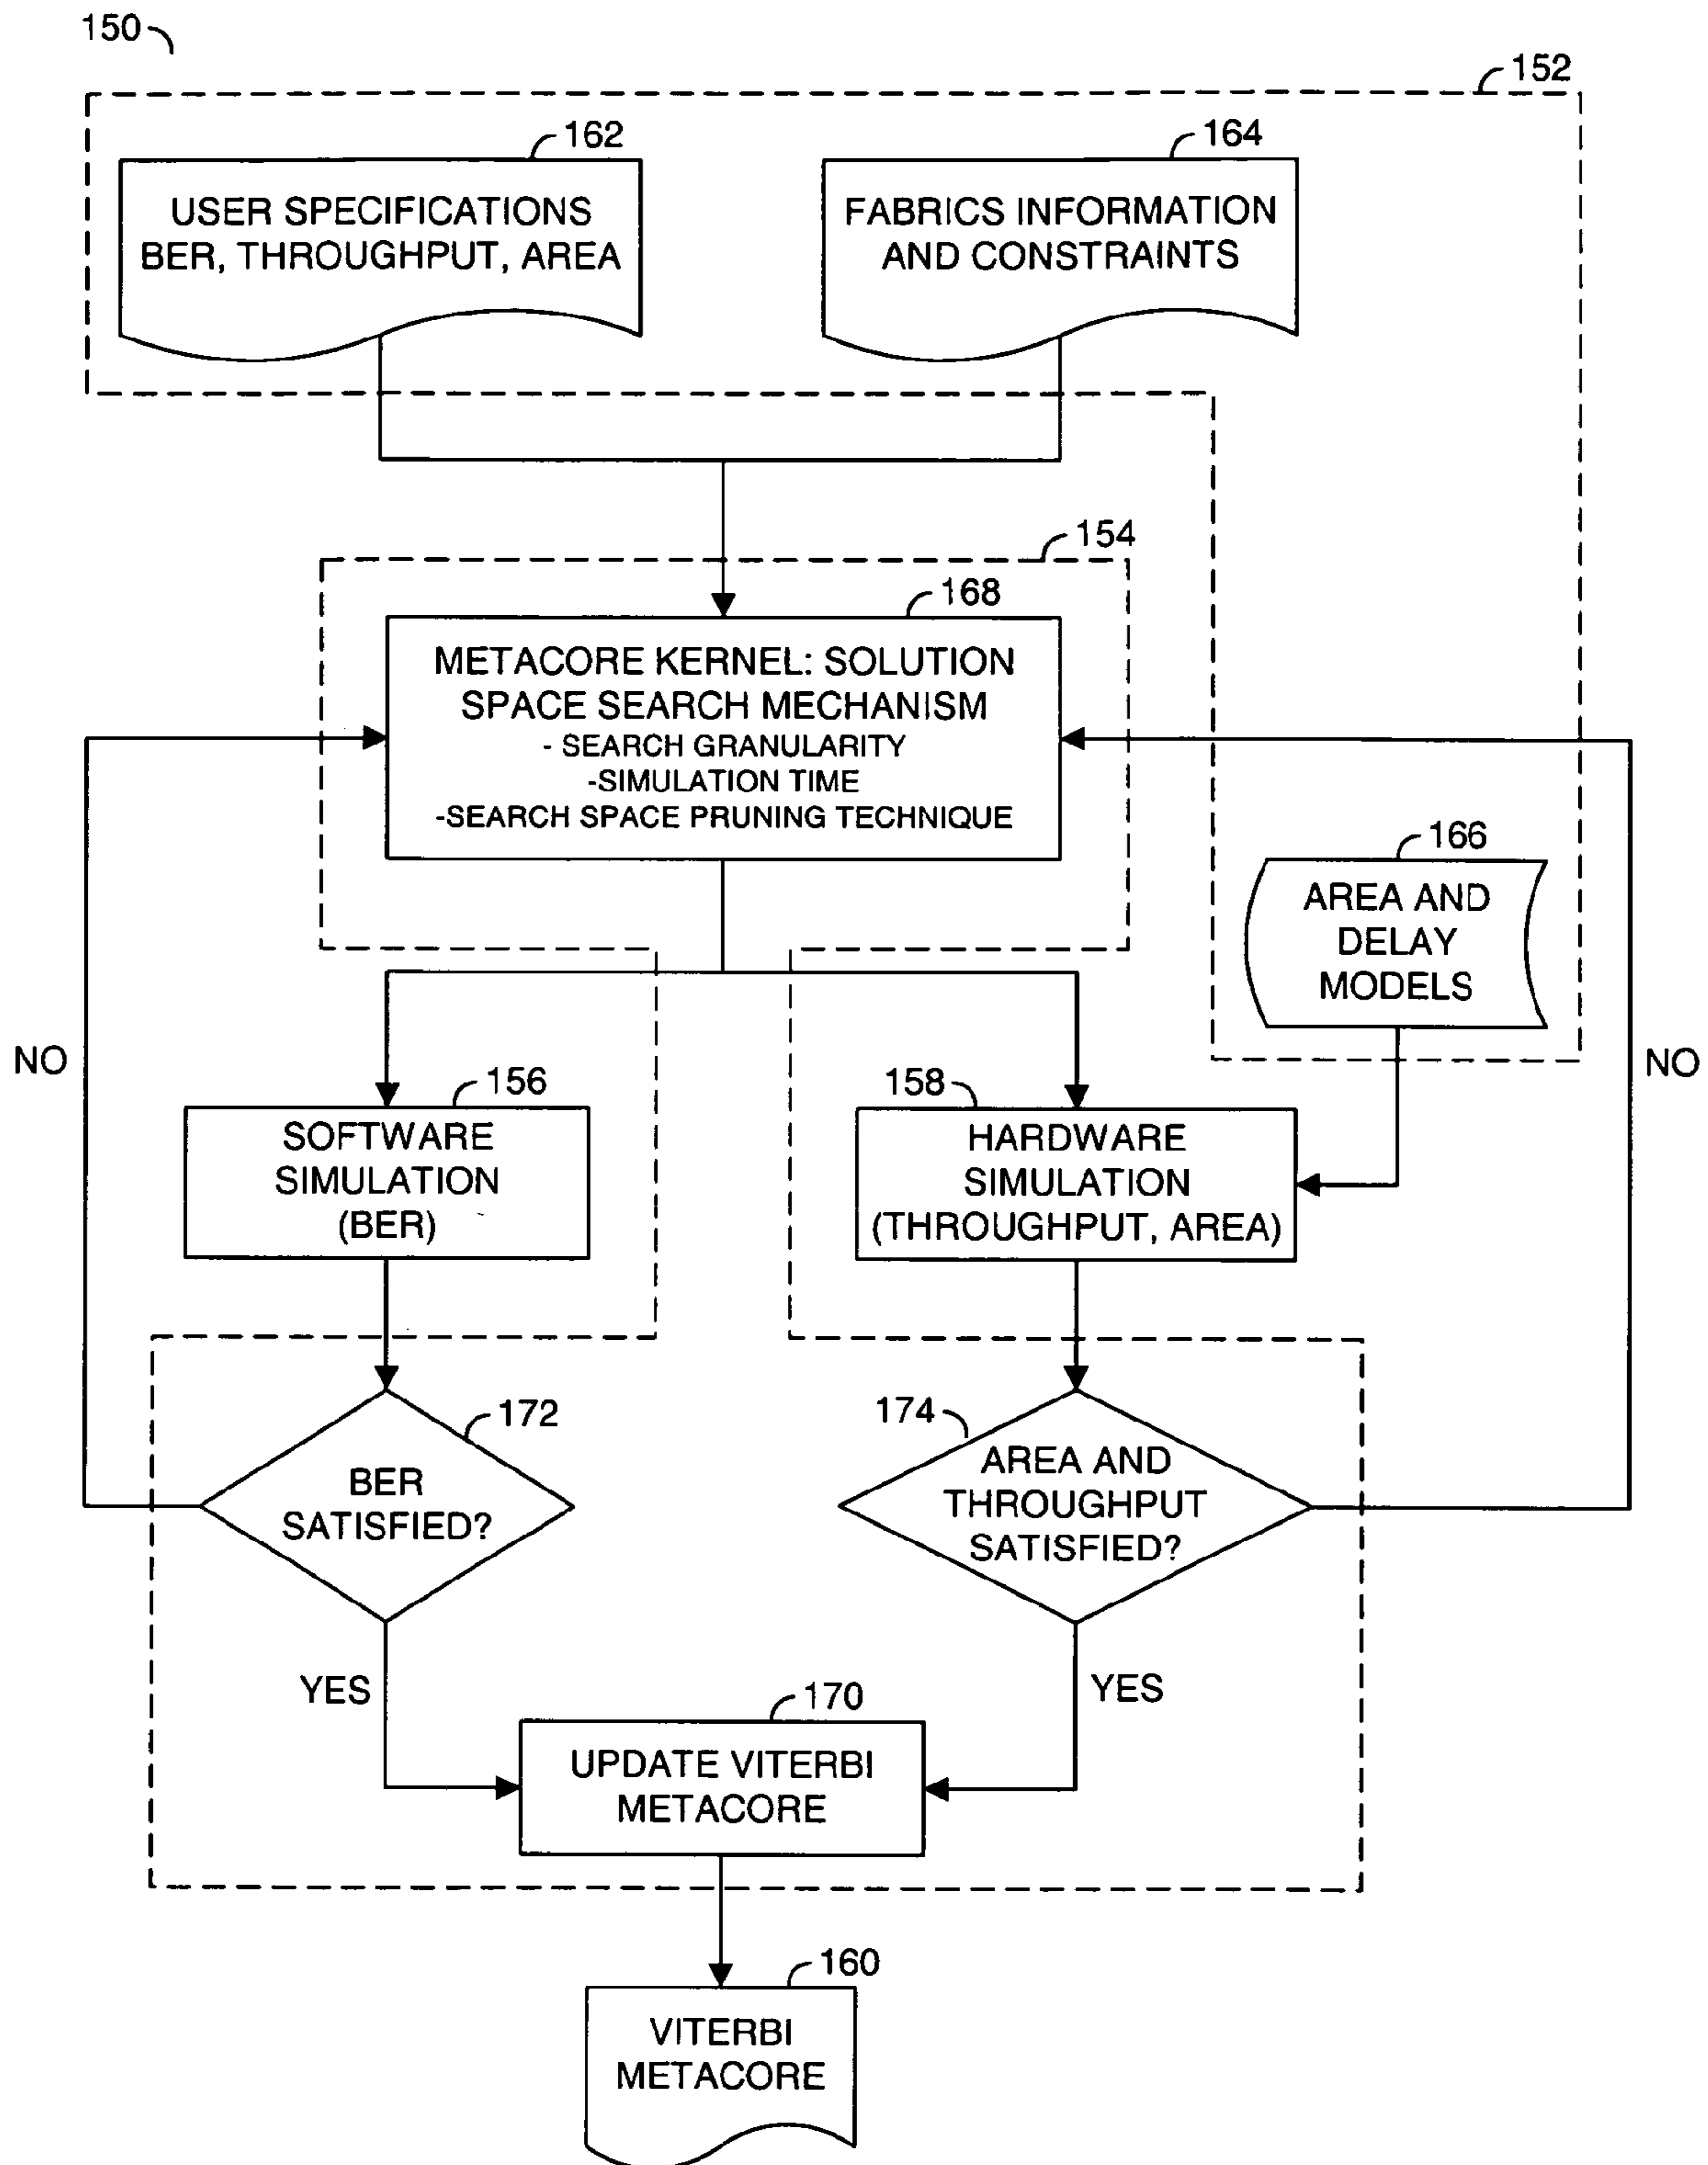 150
152
162
164
USER SPECIFICATIONS
BER, THROUGHPUT, AREA
FABRICS INFORMATION
AND CONSTRAINTS
154
168
METACORE KERNEL: SOLUTION
SPACE SEARCH MECHANISM
- SEARCH GRANULARITY
-SIMULATION TIME
-SEARCH SPACE PRUNING TECHNIQUE
166
AREA AND
DELAY
MODELS
NO
NO
156
SOFTWARE
SIMULATION
(BER)
158
HARDWARE
SIMULATION
(THROUGHPUT, AREA)
172
BER
SATISFIED?
174
AREA AND
THROUGHPUT
SATISFIED?
YES
YES
170
UPDATE VITERBI
METACORE
160
VITERBI
METACORE